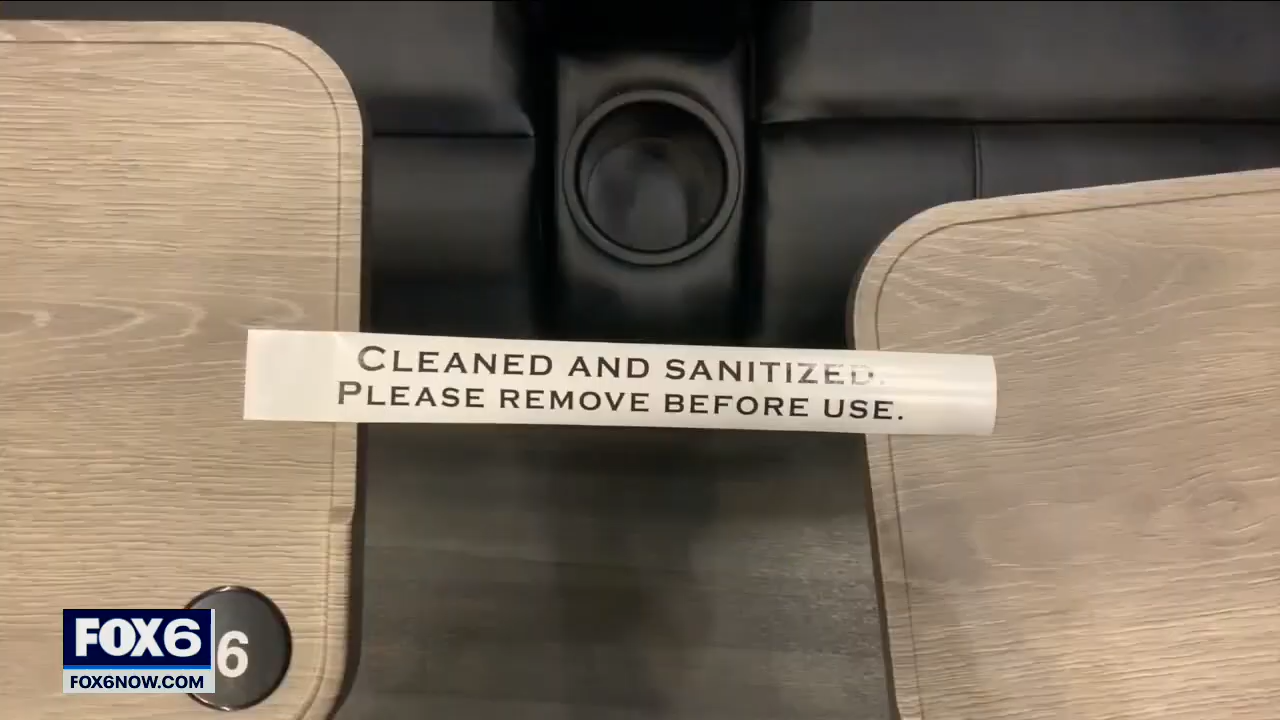 CLEANED AND SANITIZED.
PLEASE REMOVE BEFORE USE.
6
FOX6
FOX6NOW.COM